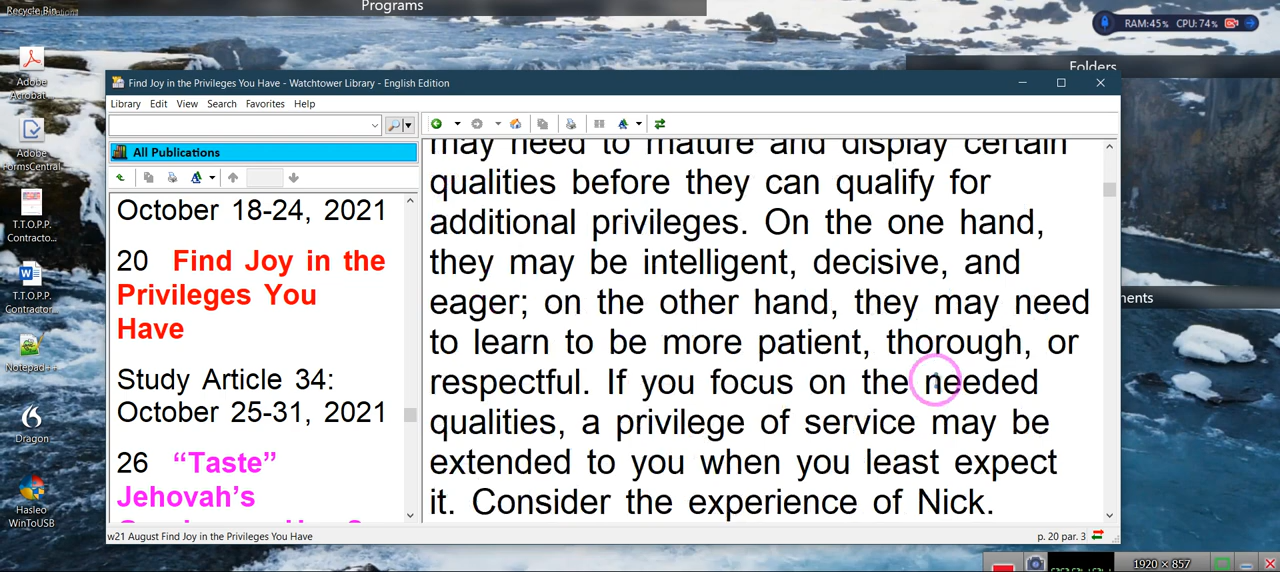 Recycle Bin
Programs
RAM:45% CPU:74%
Folders
Adobe
Acrobat...
Adobe
FormsCentral
T.T.O.P.P.
Contracto...
T.T.O.P.P.
Contractor...
Notepad++
Dragon
Hasleo
WinToUSB
Find Joy in the Privileges You Have - Watchtower Library - English Edition
Library Edit View Search Favorites Help
All Publications
October 18-24, 2021
20 Find Joy in the
Privileges You
Have
Study Article 34:
October 25-31, 2021
26 “Taste”
Jehovah’s
may need to mature and display certain
qualities before they can qualify for
additional privileges. On the one hand,
they may be intelligent, decisive, and
eager; on the other hand, they may need
to learn to be more patient, thorough, or
respectful. If you focus on the needed
qualities, a privilege of service may be
extended to you when you least expect
it. Consider the experience of Nick.
w21 August Find Joy in the Privileges You Have
p. 20 par. 3
1920 × 857